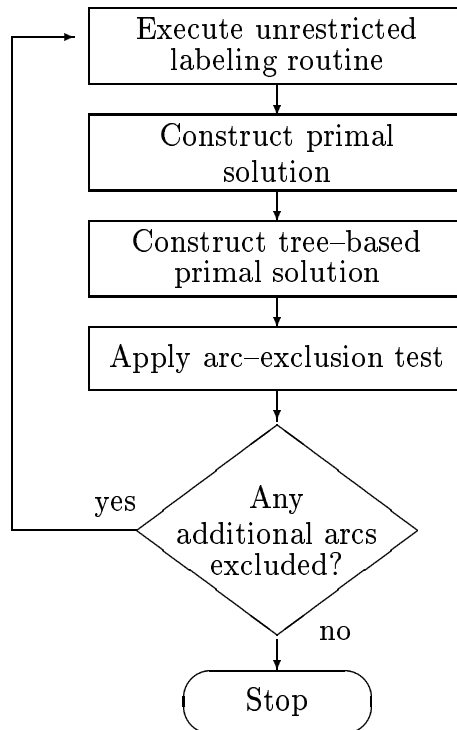 Execute unrestricted
labeling routine
Construct primal
solution
Construct tree–based
primal solution
Apply arc–exclusion test
yes
Any
additional arcs
excluded?
no
Stop